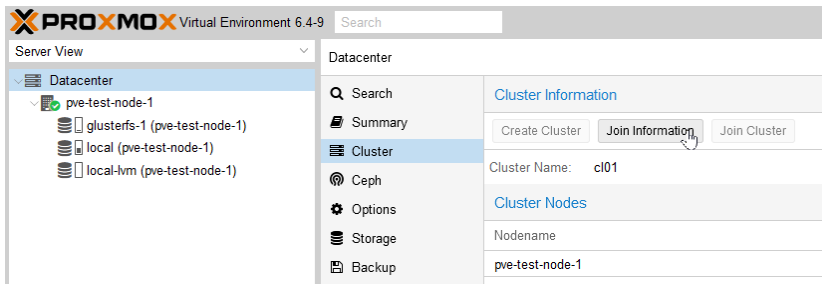 PROXMOX Virtual Environment 6.4-9 Search
Server View
Datacenter
pve-test-node-1
glusterfs-1 (pve-test-node-1)
local (pve-test-node-1)
local-lvm (pve-test-node-1)
Datacenter
Search
Summary
Cluster
Ceph
Options
Storage
Backup
Cluster Information
Create Cluster Join Information Join Cluster
Cluster Name: cl01
Cluster Nodes
Nodename
pve-test-node-1